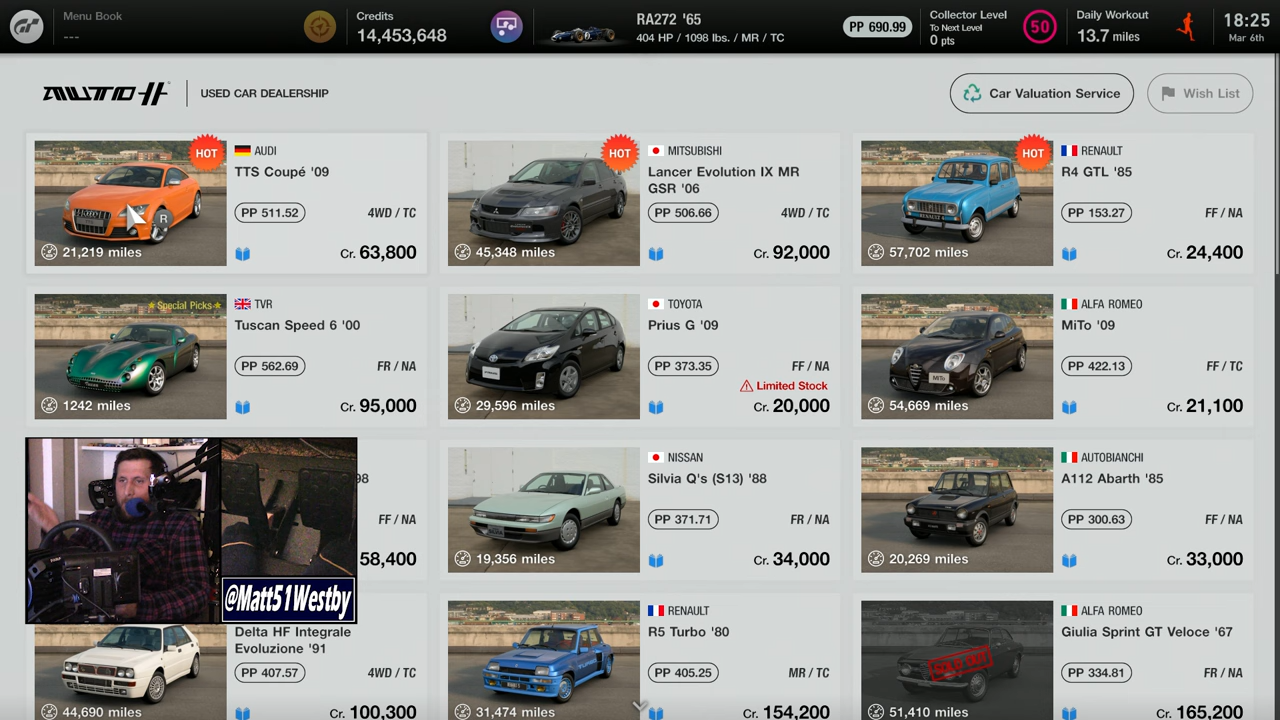 Menu Book
---
Credits
14,453,648
RA272 '65
404 HP / 1098 lbs. / MR / TC
PP 690.99
Collector Level
To Next Level
0 pts
50
Daily Workout
13.7 miles
18:25
Mar 6th
AUTO
USED CAR DEALERSHIP
Car Valuation Service
Wish List
HOT
AUDI
TTS Coupé '09
PP 511.52
4WD / TC
R
21,219 miles
Cr. 63,800
HOT
MITSUBISHI
Lancer Evolution IX MR
GSR '06
PP 506.66
4WD / TC
45,348 miles
Cr. 92,000
HOT
RENAULT
R4 GTL '85
PP 153.27
FF / NA
57,702 miles
Cr. 24,400
★Special Picks★
TVR
Tuscan Speed 6 '00
PP 562.69
FR / NA
1242 miles
Cr. 95,000
TOYOTA
Prius G '09
PP 373.35
FF / NA
Limited Stock
29,596 miles
Cr. 20,000
ALFA ROMEO
MiTo '09
PP 422.13
FF / TC
MiTo
54,669 miles
Cr. 21,100
98
FF / NA
58,400
@Matt51Westby
NISSAN
Silvia Q's (S13) '88
PP 371.71
FR / NA
19,356 miles
Cr. 34,000
AUTOBIANCHI
A112 Abarth '85
PP 300.63
FF / NA
20,269 miles
Cr. 33,000
Delta HF Integrale
Evoluzione '91
PP 407.57
4WD / TC
44,690 miles
Cr. 100,300
RENAULT
R5 Turbo '80
PP 405.25
MR / TC
31,474 miles
Cr. 154,200
ALFA ROMEO
Giulia Sprint GT Veloce '67
SOLD OUT
PP 334.81
FR / NA
51,410 miles
Cr. 165,200